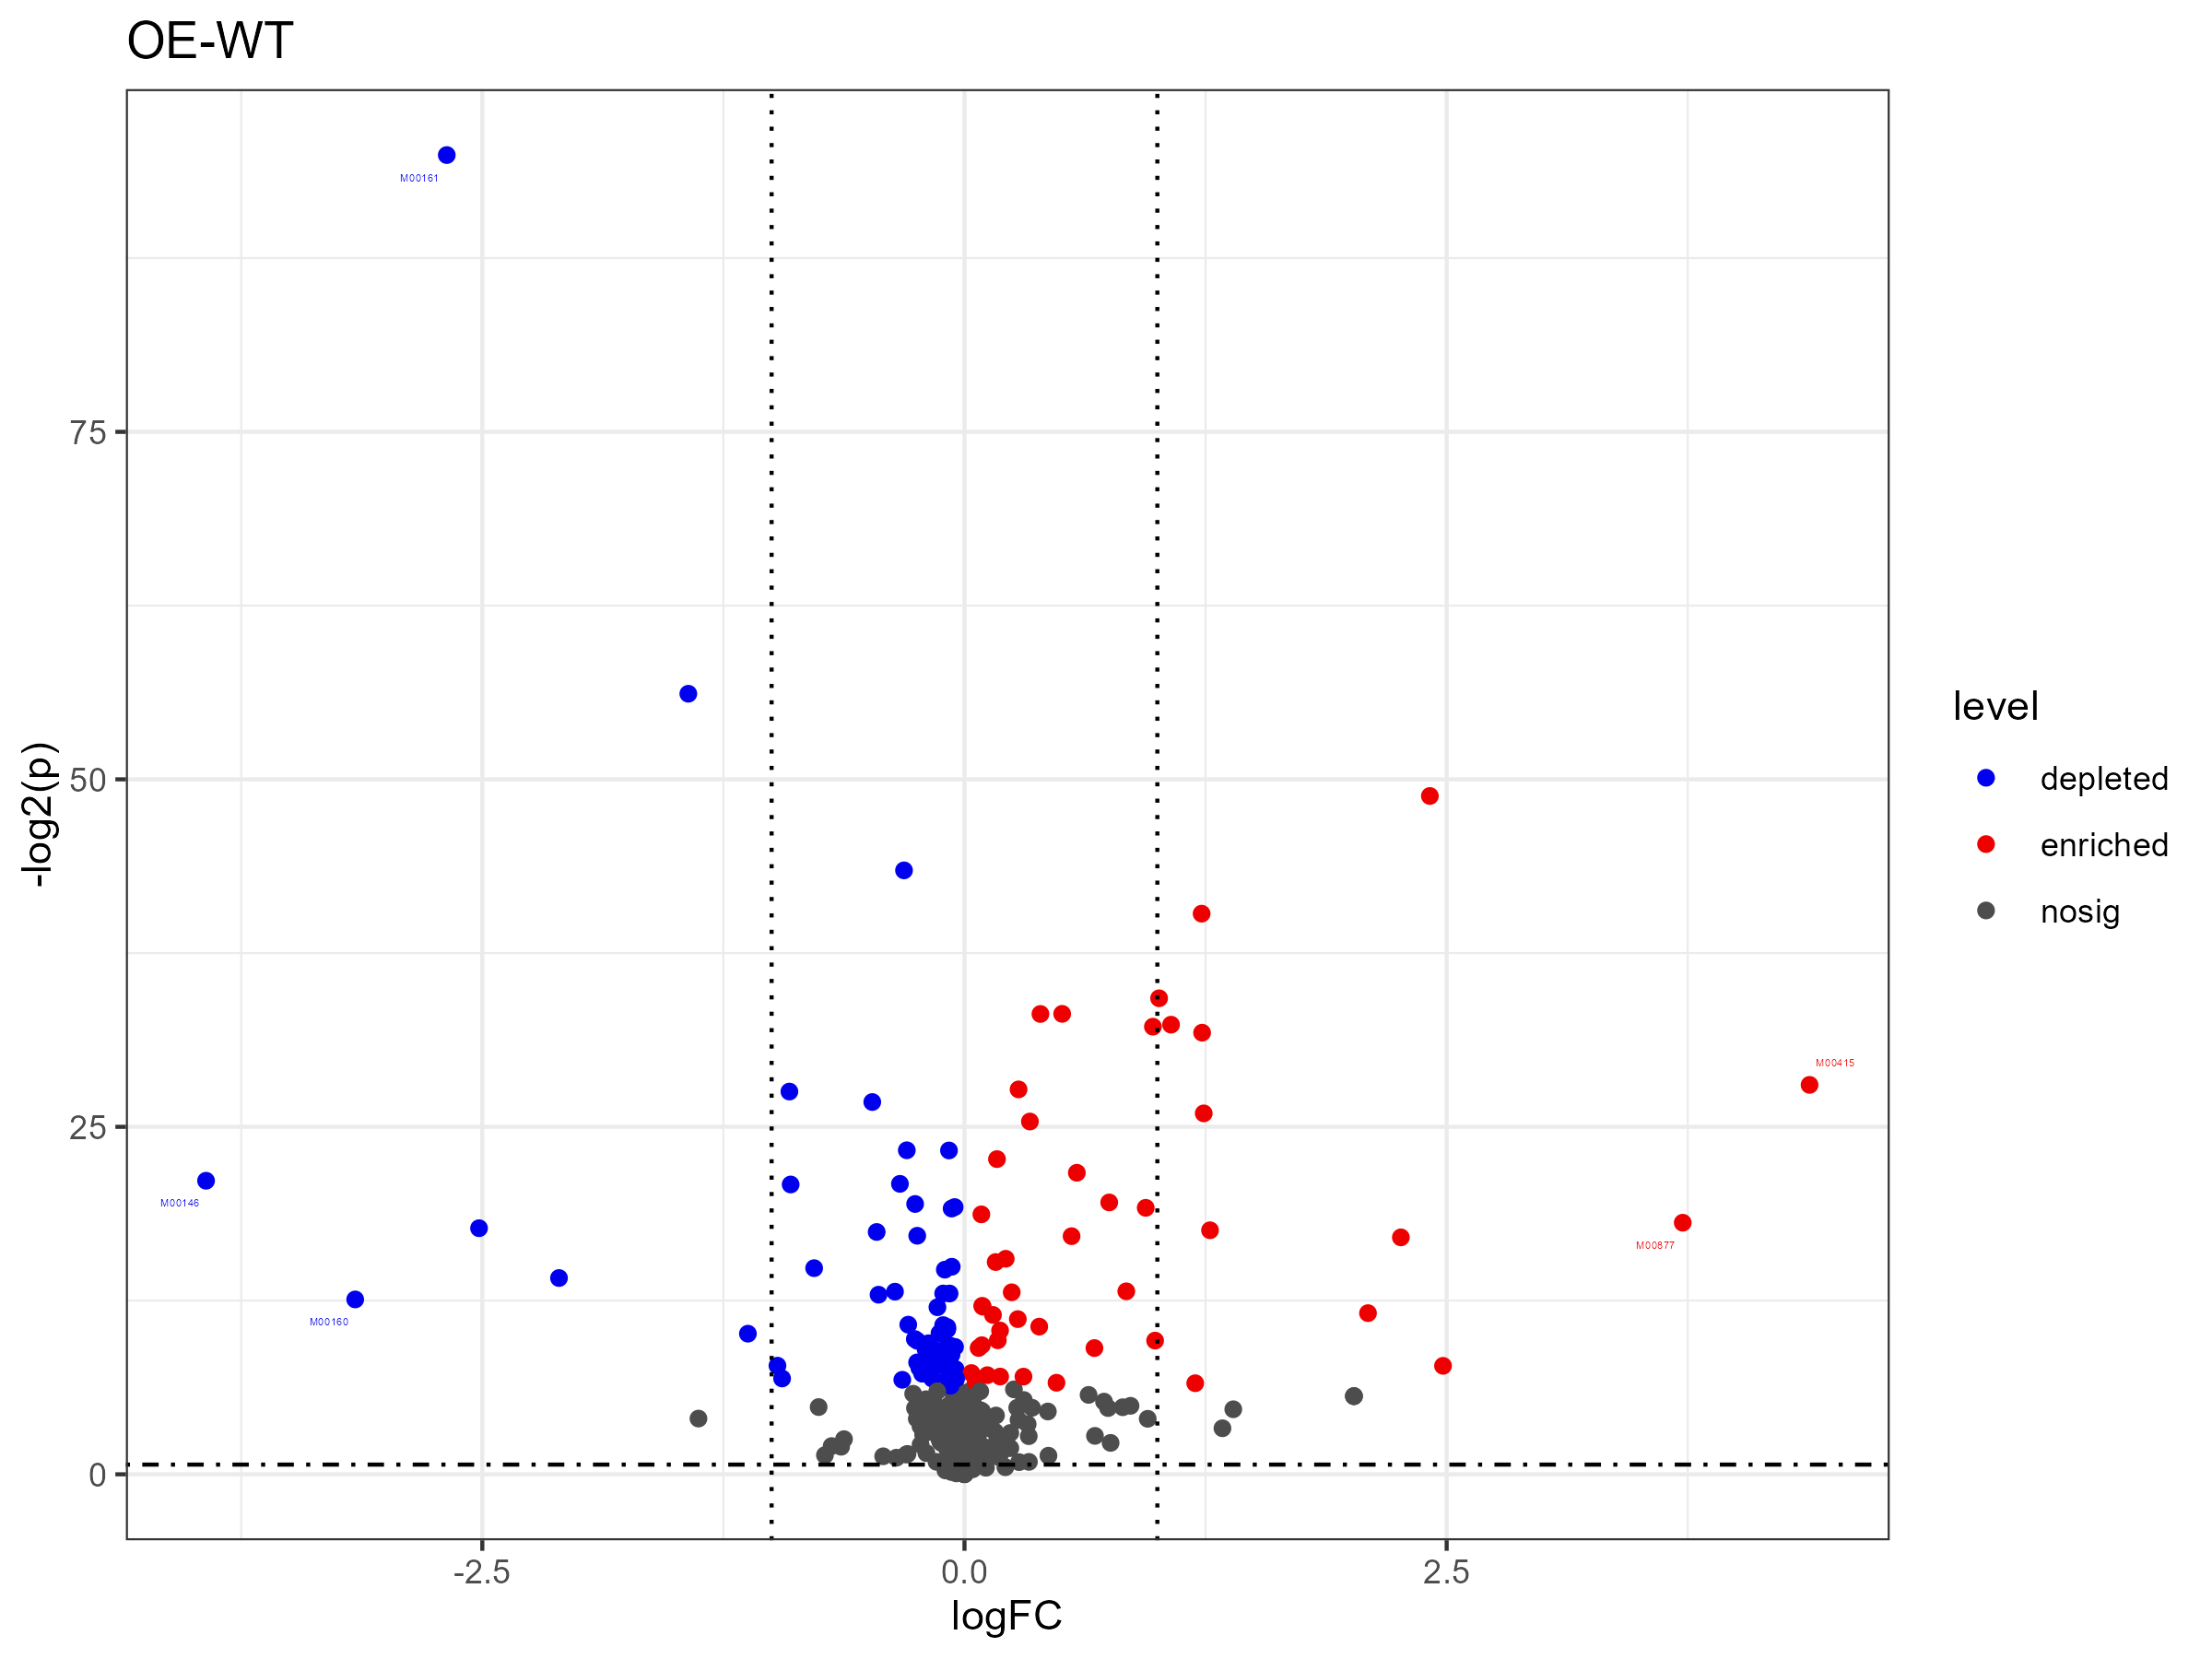 OE-WT
M00161
75
-log2(p)
50
25
0
M00415
M00146
M00877
M00160
-2.5
0.0
2.5
logFC
level
depleted
enriched
nosig